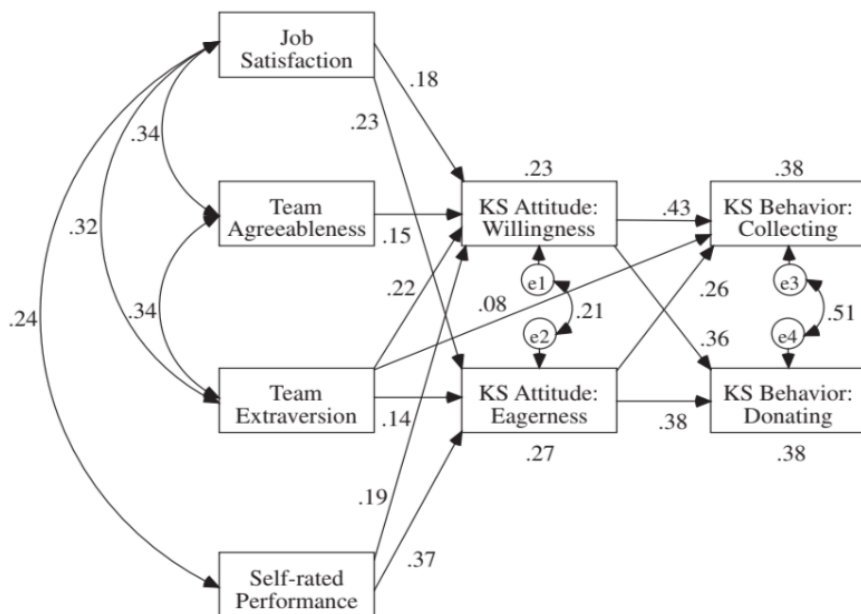 Job
Satisfaction
.18
.23
.34
.23
.38
Team
Agreeableness
KS Attitude:
Willingness
.43
KS Behavior:
Collecting
.15
.32
.22
.08
e1
.26
e3
.34
.24
.21
.51
e2
.36
e4
Team
Extraversion
KS Attitude:
Eagerness
KS Behavior:
Donating
.14
.38
.27
.38
.19
.37
Self-rated
Performance